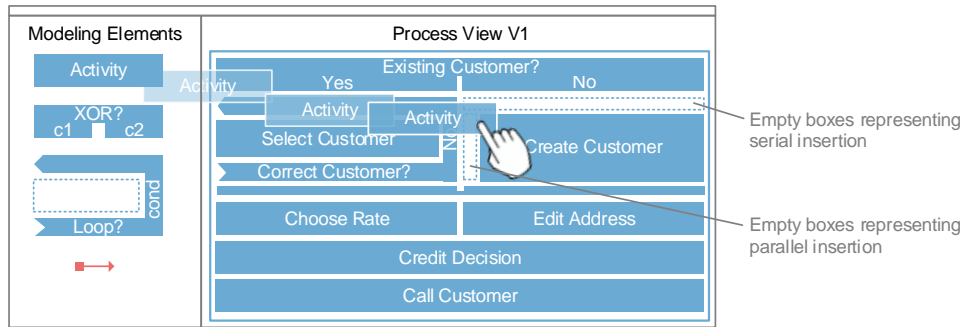 Modeling Elements
Process View V1
Activity
XOR?
c1 c2
cond
Loop?
Activity
Activity
Activity
Existing Customer?
Yes No
Select Customer
No
Create Customer
Correct Customer?
Choose Rate
Edit Address
Credit Decision
Call Customer
Empty boxes representing
serial insertion
Empty boxes representing
parallel insertion